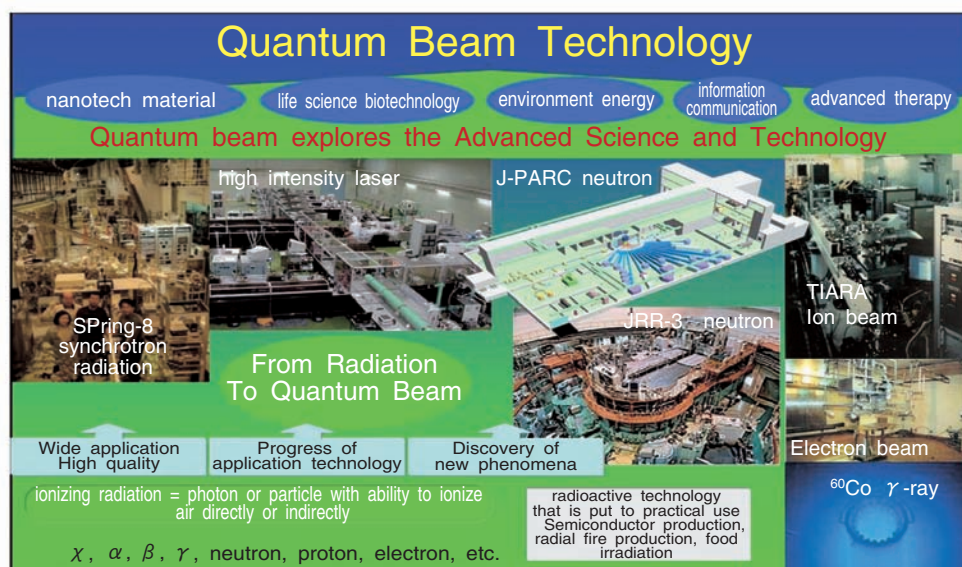 Quantum Beam Technology
nanotech material
life science biotechnology
environment energy
information
communication
advanced therapy
Quantum beam explores the Advanced Science and Technology
high intensity laser
J-PARC neutron
SPring-8
synchrotron
radiation
TIARA
Ion beam
JRR-3 neutron
From Radiation
To Quantum Beam
Wide application
High quality
Progress of
application technology
Discovery of
new phenomena
Electron beam
⁶⁰Co γ-ray
ionizing radiation = photon or particle with ability to ionize
air directly or indirectly
radioactive technology
that is put to practical use
Semiconductor production,
radial fire production, food
irradiation
χ, α, β, γ, neutron, proton, electron, etc.